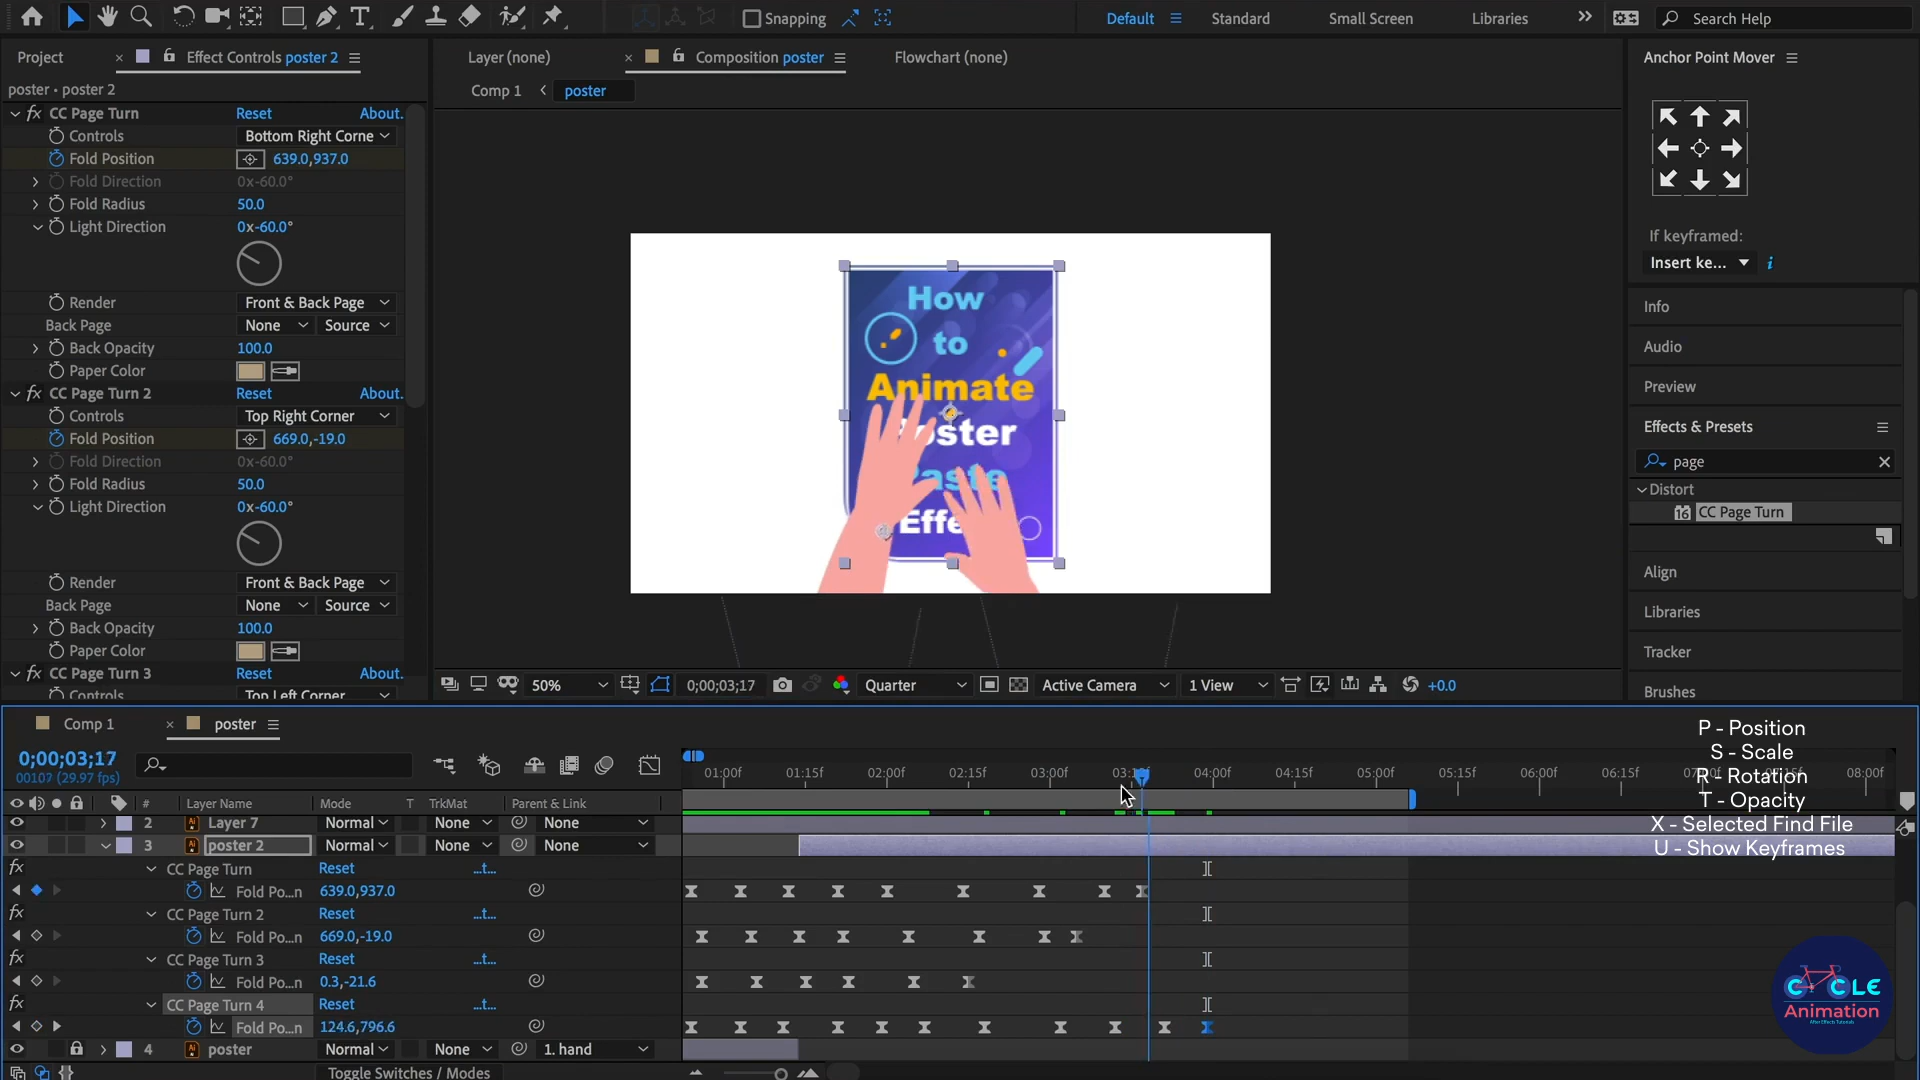 Snapping
Default
Standard
Small Screen
Libraries
Search Help
Project
Effect Controls poster 2
Layer (none)
Composition poster
Flowchart (none)
Anchor Point Mover
poster • poster 2
Comp 1
poster
CC Page Turn Reset About.
Controls Bottom Right Corne
Fold Position 639.0,937.0
Fold Direction 0x-60.0°
Fold Radius 50.0
Light Direction 0x-60.0°
Render Front & Back Page
Back Page None Source
Back Opacity 100.0
Paper Color
CC Page Turn 2 Reset About.
Controls Top Right Corner
Fold Position 669.0,-19.0
Fold Direction 0x-60.0°
Fold Radius 50.0
Light Direction 0x-60.0°
Render Front & Back Page
Back Page None Source
Back Opacity 100.0
Paper Color
CC Page Turn 3 Reset About.
Controls Top Left Corner
How
to
Animate
oster
Paste
Effe
If keyframed:
Insert ke...
Info
Audio
Preview
Effects & Presets
page
Distort
16 CC Page Turn
Align
Libraries
Tracker
Brushes
50%
0;00;03;17
Quarter
Active Camera
1 View
+0.0
Comp 1
poster
0;00;03;17
00107 (29.97 fps)
01:00f 01:15f 02:00f 02:15f 03:00f 04:00f 04:15f 05:00f 05:15f 06:00f 06:15f 08:00f
P - Position
S - Scale
R - Rotation
T - Opacity
X - Selected Find File
U - Show Keyframes
# Layer Name Mode T TrkMat Parent & Link
2 Ai Layer 7 Normal None None
3 Ai poster 2 Normal None None
fx CC Page Turn Reset ...t...
Fold Po...n 639.0,937.0
fx CC Page Turn 2 Reset ...t...
Fold Po...n 669.0,-19.0
fx CC Page Turn 3 Reset ...t...
Fold Po...n 0.3,-21.6
fx CC Page Turn 4 Reset ...t...
Fold Po...n 124.6,796.6
4 Ai poster Normal None 1. hand
Toggle Switches / Modes
CYCLE
Animation
After Effects Tutorials